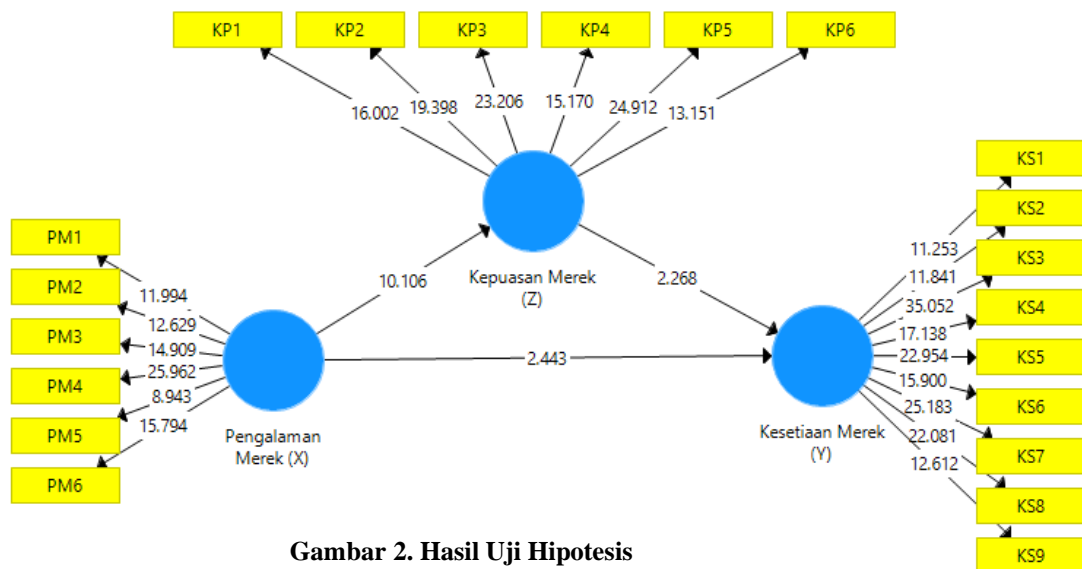 KP1 KP2 KP3 KP4 KP5 KP6
16.002 19.398 23.206 15.170 24.912 13.151
Kepuasan Merek
(Z)
PM1
PM2
PM3
PM4
PM5
PM6
11.994
12.629
14.909
25.962
8.943
15.794
Pengalaman
Merek (X)
10.106
2.268
2.443
Kesetiaan Merek
(Y)
11.253
11.841
35.052
17.138
22.954
15.900
25.183
22.081
12.612
KS1
KS2
KS3
KS4
KS5
KS6
KS7
KS8
KS9
Gambar 2. Hasil Uji Hipotesis